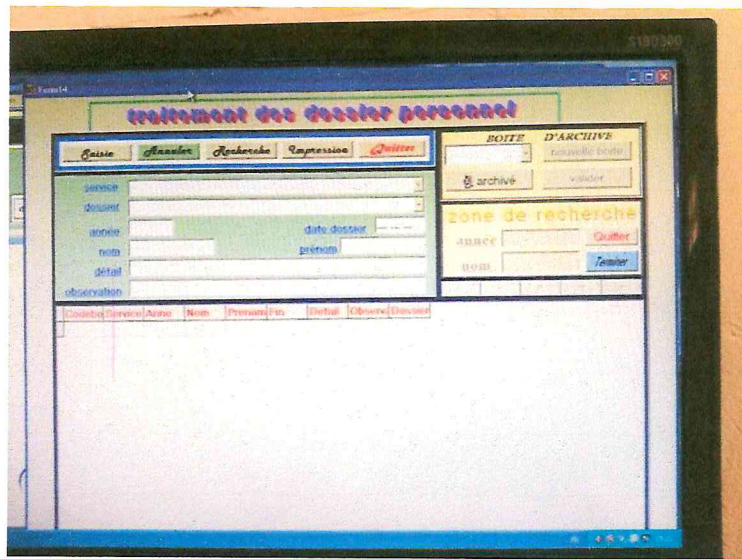 S19D300
Form14
traitement des dossier personnel
Saisie Annuler Recherche Impression Quitter
BOITE D'ARCHIVE
nouvelle boite
archivé valider
service
dossier
année date dossier
nom prénom
détail
observation
zone de recherche
annee Quitter
nom Terminer
Codebo Service Anne Nom Prenom Fin Detail Observ Dossier